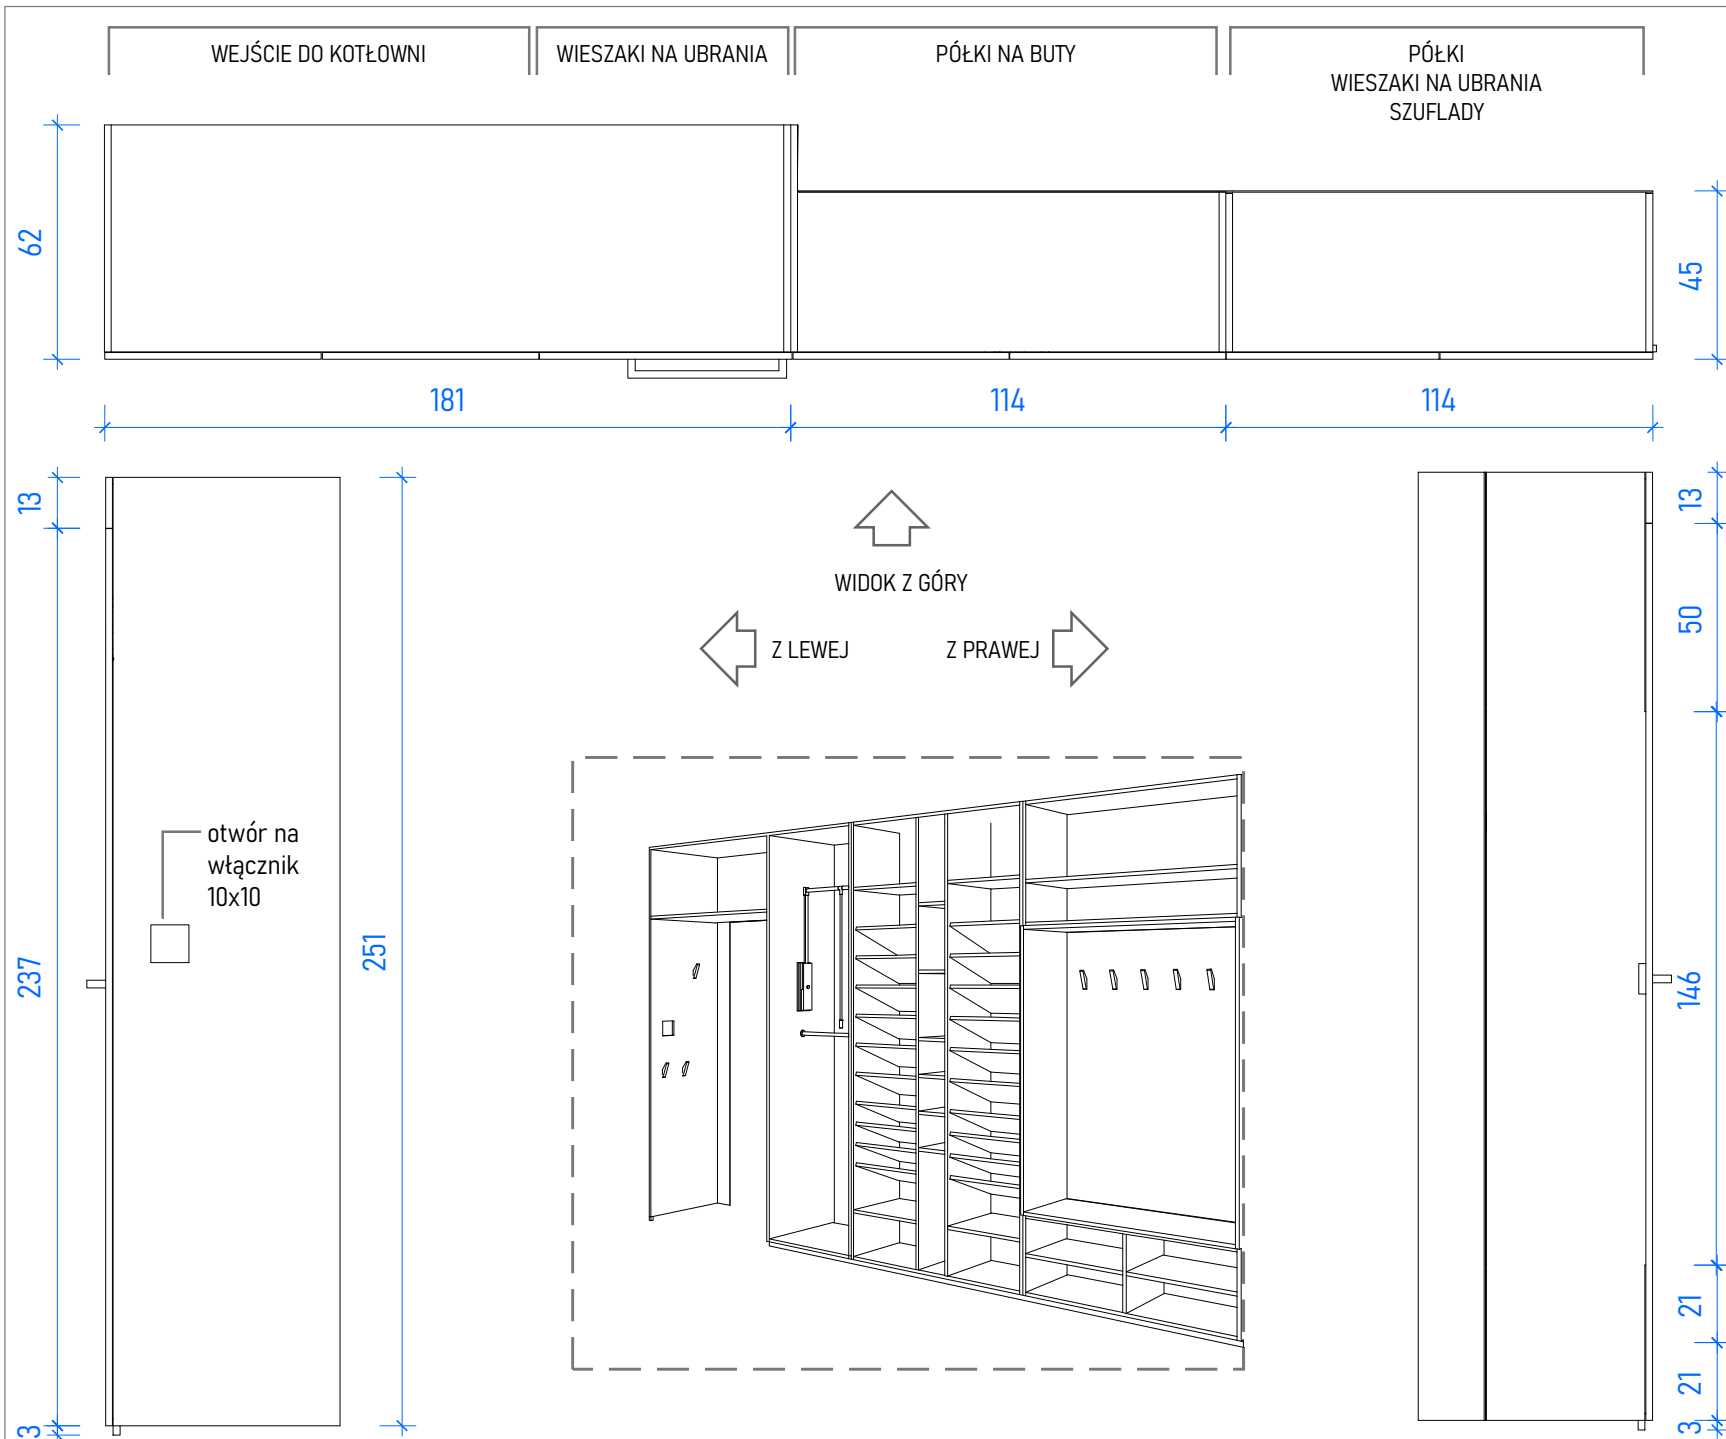 WEJŚCIE DO KOTŁOWNI
WIESZAKI NA UBRANIA
PÓŁKI NA BUTY
PÓŁKI
WIESZAKI NA UBRANIA
SZUFLADY
62
45
181
114
114
13
237
3
251
otwór na
włącznik
10x10
WIDOK Z GÓRY
Z LEWEJ
Z PRAWEJ
13
50
146
21
21
3